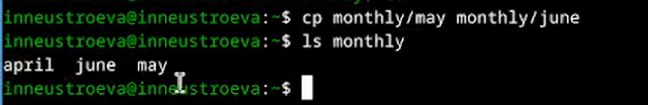 inneustroeva@inneustroeva:~$ cp monthly/may monthly/june
inneustroeva@inneustroeva:~$ ls monthly
april  june  may
inneustroeva@inneustroeva:~$